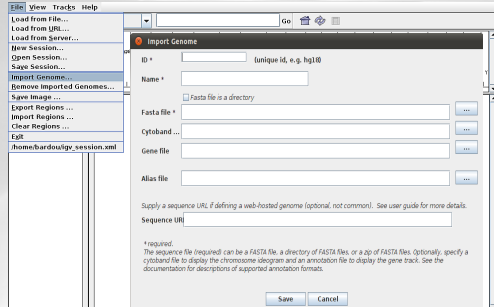 File View Tracks Help
Load from File...
Load from URL...
Load from Server...
New Session...
Open Session...
Save Session...
Import Genome...
Remove Imported Genomes...
Save Image ...
Export Regions ...
Import Regions ...
Clear Regions ...
Exit
/home/bardou/igv_session.xml
Go
Import Genome
ID * (unique id, e.g. hg18)
Name *
Fasta file is a directory
Fasta file * ...
Cytoband ... ...
Gene file
...
Alias file ...
Supply a sequence URL if defining a web-hosted genome (optional, not common). See user guide for more details.
Sequence URL
* required.
The sequence file (required) can be a FASTA file, a directory of FASTA files, or a zip of FASTA files. Optionally, specify a
cytoband file to display the chromosome ideogram and an annotation file to display the gene track. See the
documentation for descriptions of supported annotation formats.
Save Cancel